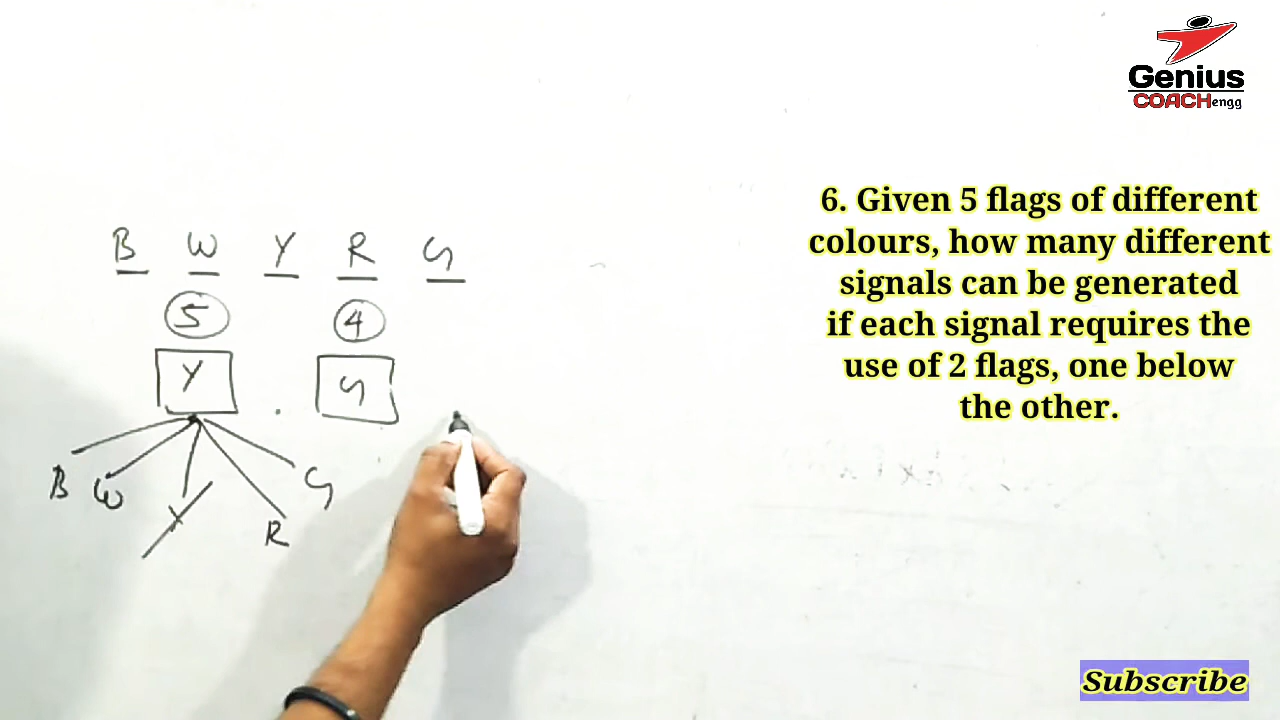 Genius
COACHengg
6. Given 5 flags of different
colours, how many different
signals can be generated
if each signal requires the
use of 2 flags, one below
the other.
B W Y R G
5 4
Y . G
B W Y R G
Subscribe